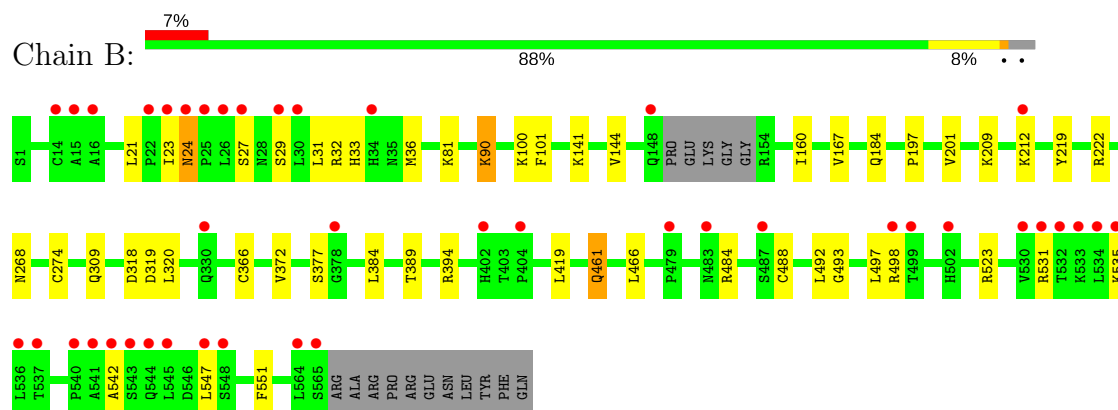 7%
Chain B:
88% 8% • •
S1 C14 A15 A16 L21 P22 I23 N24 P25 L26 S27 N28 S29 L30 L31 R32 H33 H34 N35 M36 K81 K90 K100 F101 K141 V144 Q148 PRO GLU LYS GLY GLY R154 I160 V167 Q184 P197 V201 K209 K212 Y219 R222
N268 C274 Q309 D318 D319 L320 Q330 C366 V372 S377 G378 L384 T389 R394 H402 T403 P404 L419 Q461 L466 P479 N483 R484 S487 C488 L492 G493 L497 R498 T499 H502 R523 V530 R531 T532 K533 L534 K535
L536 T537 P540 A541 A542 S543 Q544 L545 D546 L547 S548 F551 L564 S565 ARG ALA ARG PRO ARG GLU ASN LEU TYR PHE GLN